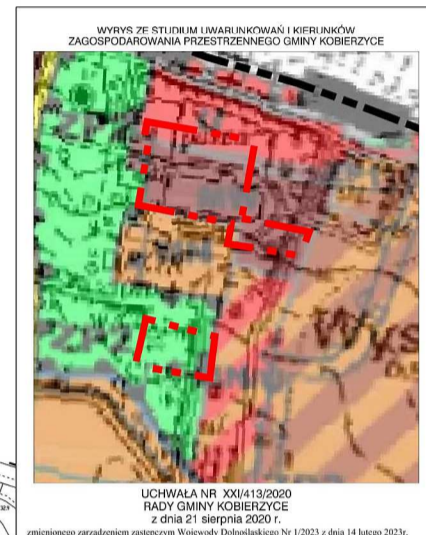 WYRYS ZE STUDIUM UWARUNKOWAŃ I KIERUNKÓW
ZAGOSPODAROWANIA PRZESTRZENNEGO GMINY KOBIERZYCE
UCHWAŁA NR XXI/413/2020
RADY GMINY KOBIERZYCE
z dnia 21 sierpnia 2020 r.
zmienionego zarządzeniem zastępczym Wojewody Dolnośląskiego Nr 1/2023 z dnia 14 lutego 2023r.